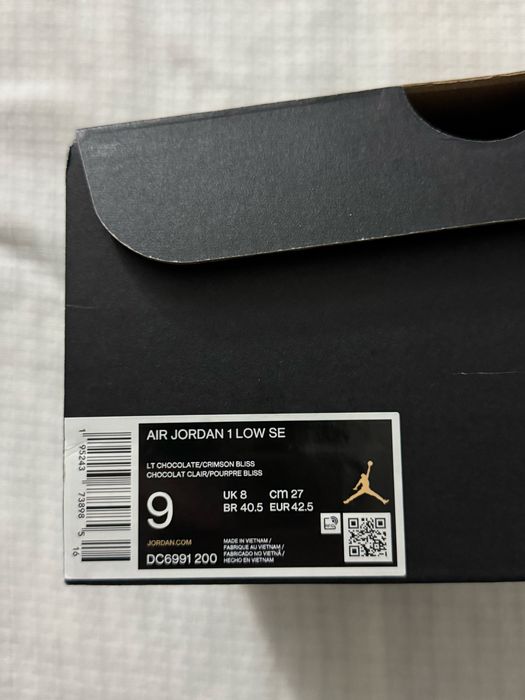 AIR JORDAN 1 LOW SE
LT CHOCOLATE/CRIMSON BLISS
CHOCOLAT CLAIR/POURPRE BLISS
9
UK 8 cm 27
BR 40.5 EUR 42.5
JORDAN.COM
DC6991 200
MADE IN VIETNAM /
FABRIQUE AU VIETNAM /
FABRICADO NO VIETNÃ /
HECHO EN VIETNAM
1 95243 73898 5
16